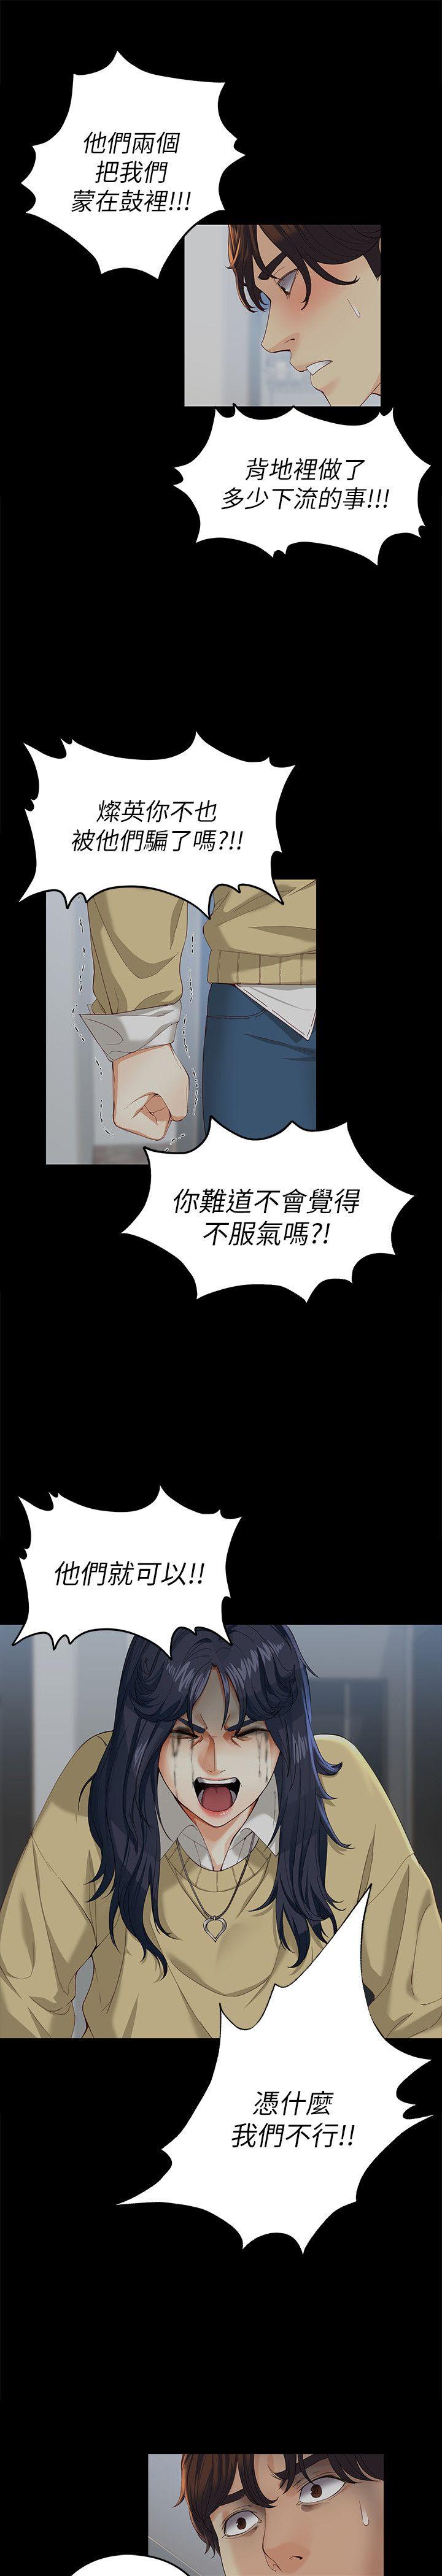 他們兩個
把我們
蒙在鼓裡!!!
背地裡做了
多少下流的事!!!
燦英你不也
被他們騙了嗎?!!
你難道不會覺得
不服氣嗎?!
他們就可以!!
憑什麼
我們不行!!